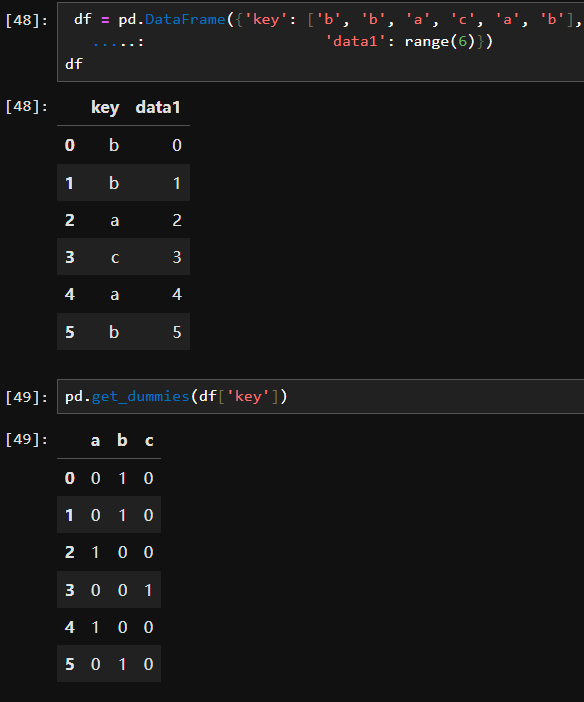 [48]: df = pd.DataFrame({'key': ['b', 'b', 'a', 'c', 'a', 'b'],
.....: 'data1': range(6)})
df
[48]: key data1
0 b 0
1 b 1
2 a 2
3 c 3
4 a 4
5 b 5
[49]: pd.get_dummies(df['key'])
[49]: a b c
0 0 1 0
1 0 1 0
2 1 0 0
3 0 0 1
4 1 0 0
5 0 1 0